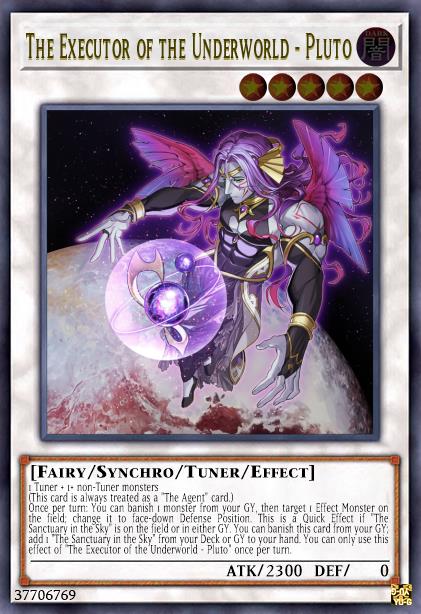 The Executor of the Underworld - Pluto
DARK
闇
[Fairy/Synchro/Tuner/Effect]
1 Tuner + 1+ non-Tuner monsters
(This card is always treated as a "The Agent" card.)
Once per turn: You can banish 1 monster from your GY, then target 1 Effect Monster on
the field; change it to face-down Defense Position. This is a Quick Effect if "The
Sanctuary in the Sky" is on the field or in either GY. You can banish this card from your GY;
add 1 "The Sanctuary in the Sky" from your Deck or GY to your hand. You can only use this
effect of "The Executor of the Underworld - Pluto" once per turn.
ATK/2300 DEF/ 0
37706769